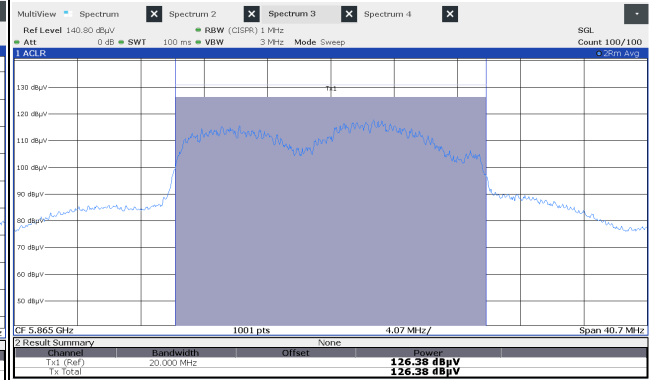 MultiView Spectrum Spectrum 2 Spectrum 3 Spectrum 4
Ref Level 140.80 dBµV RBW (CISPR) 1 MHz SGL
Att 0 dB SWT 100 ms VBW 3 MHz Mode Sweep Count 100/100
1 ACLR 2Rm Avg
130 dBµV
Tx1
120 dBµV
110 dBµV
100 dBµV
90 dBµV
80 dBµV
70 dBµV
60 dBµV
50 dBµV
CF 5.865 GHz 1001 pts 4.07 MHz/ Span 40.7 MHz
2 Result Summary None
Channel Bandwidth Offset Power
Tx1 (Ref) 20.000 MHz 126.38 dBµV
Tx Total 126.38 dBµV